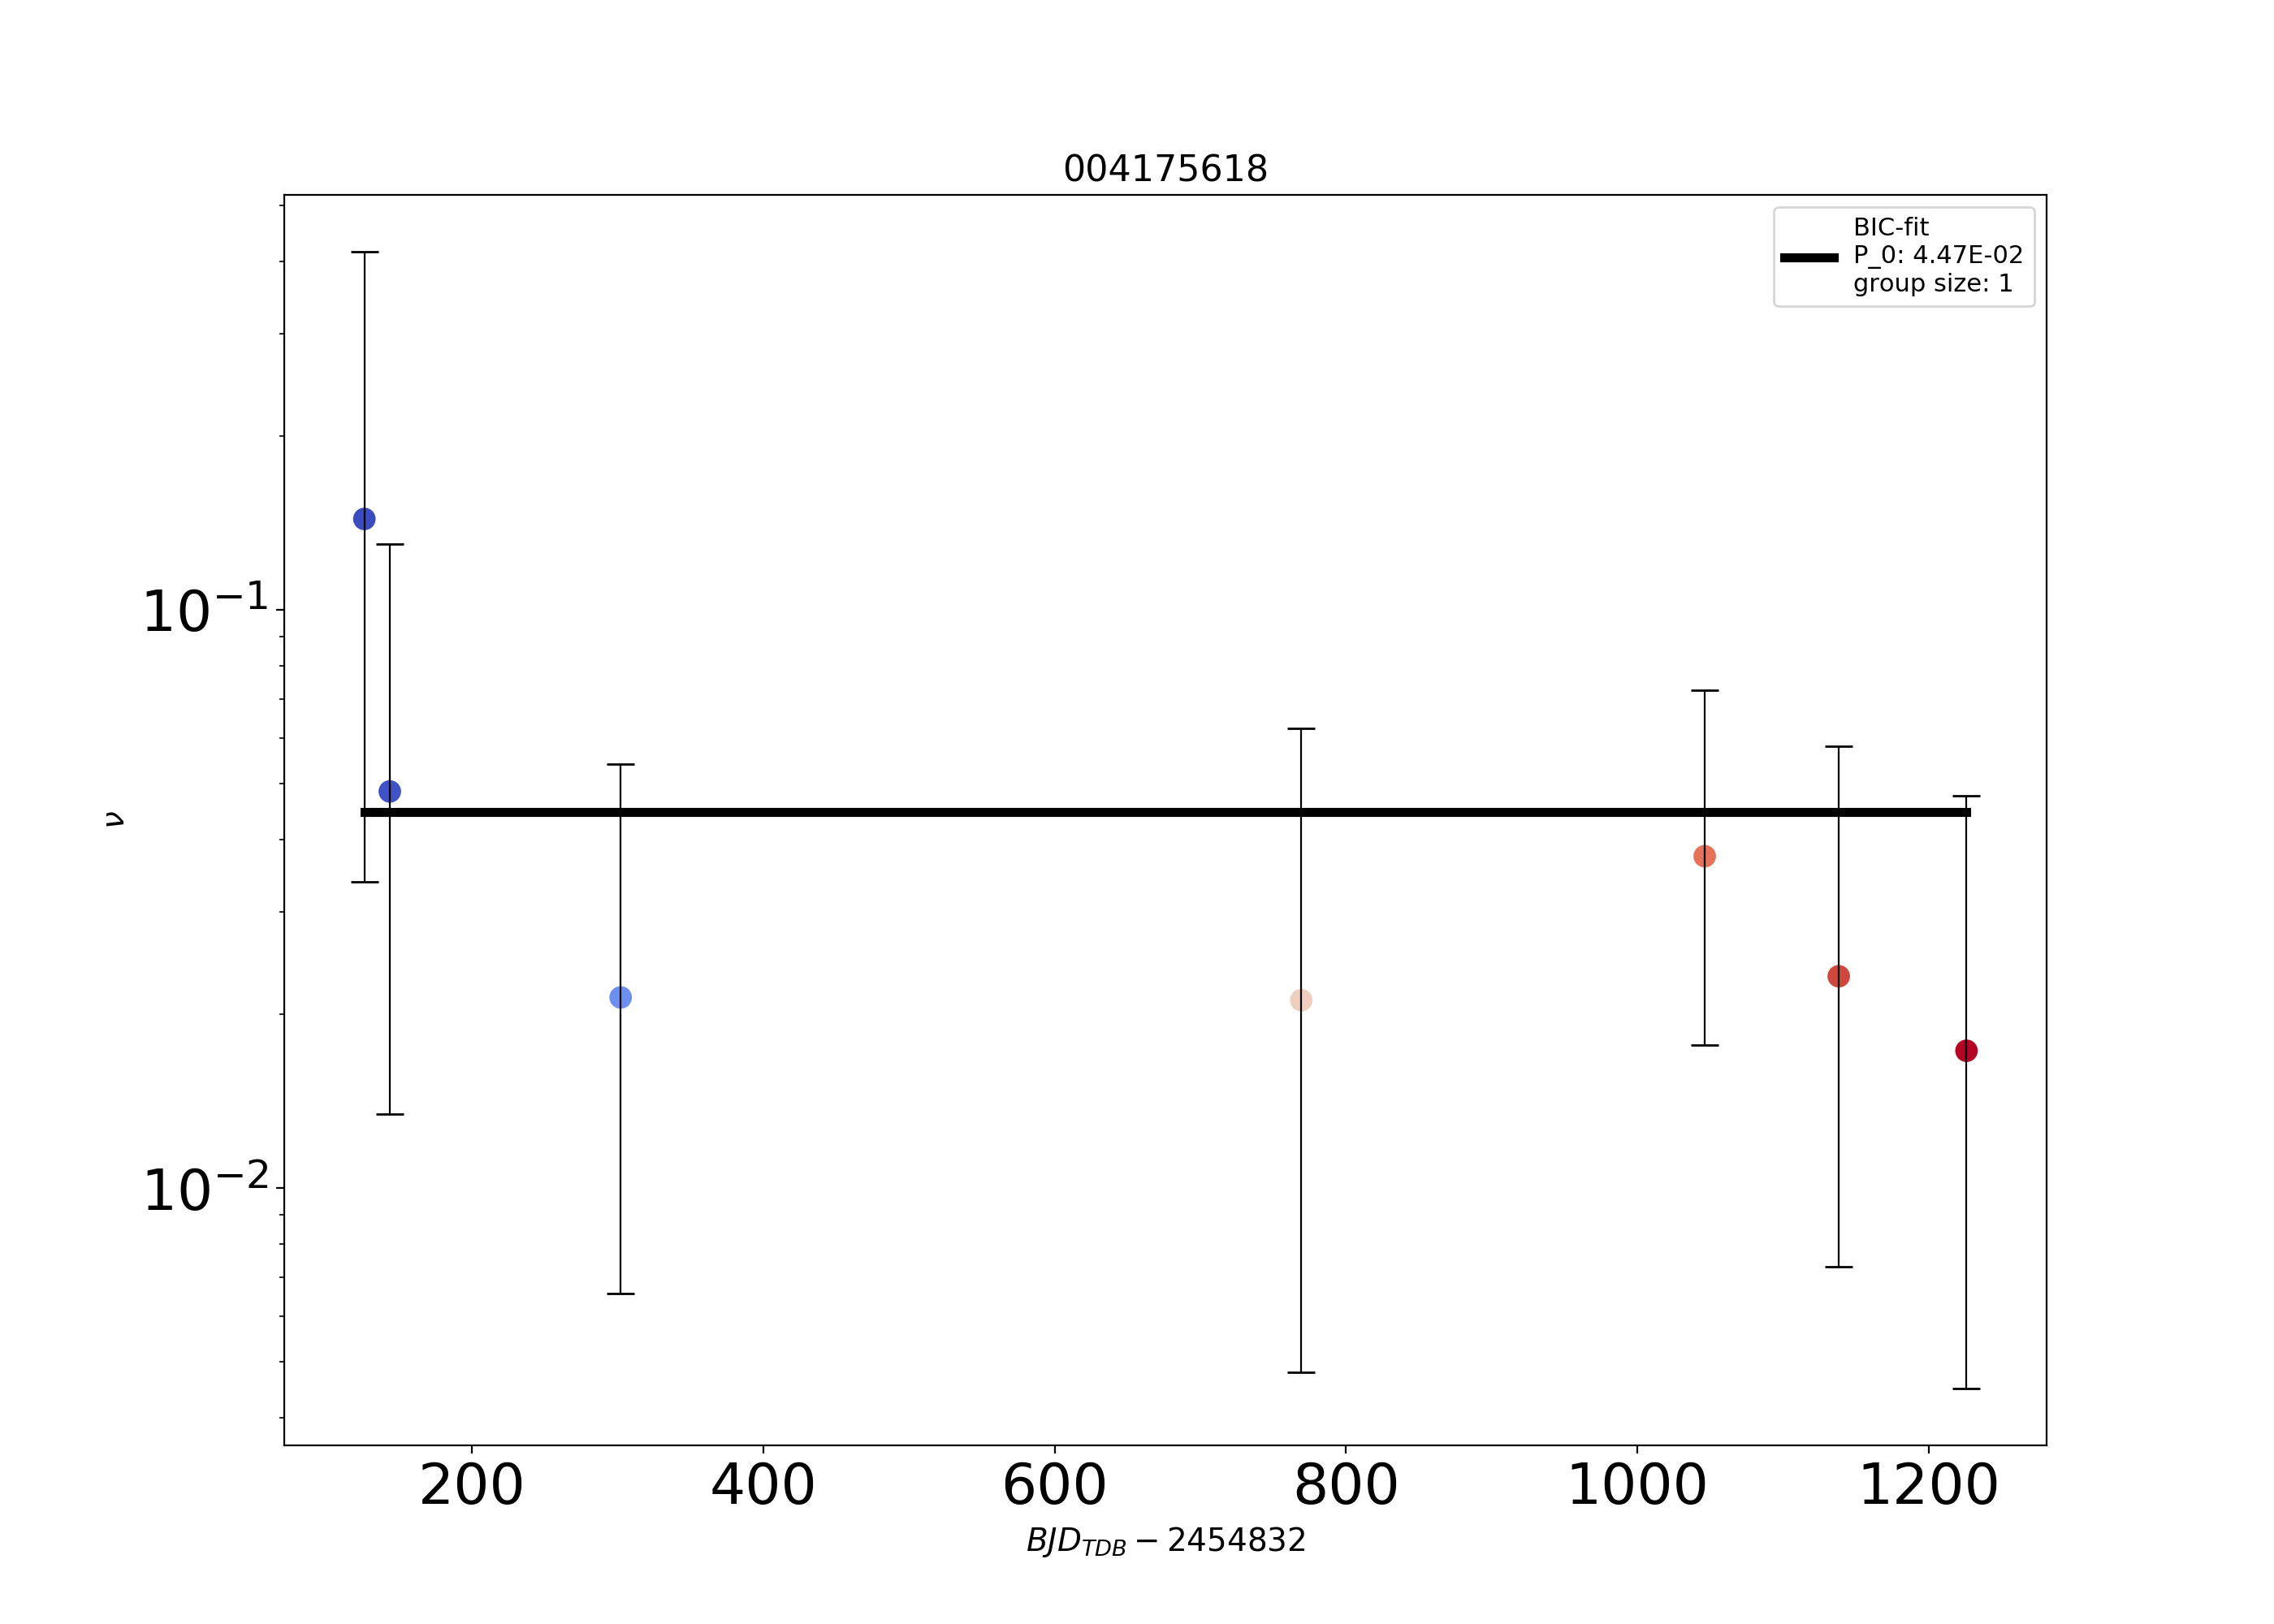 004175618
BIC-fit
P_0: 4.47E-02
group size: 1
10⁻¹
ν
10⁻²
200 400 600 800 1000 1200
BJD_TDB − 2454832